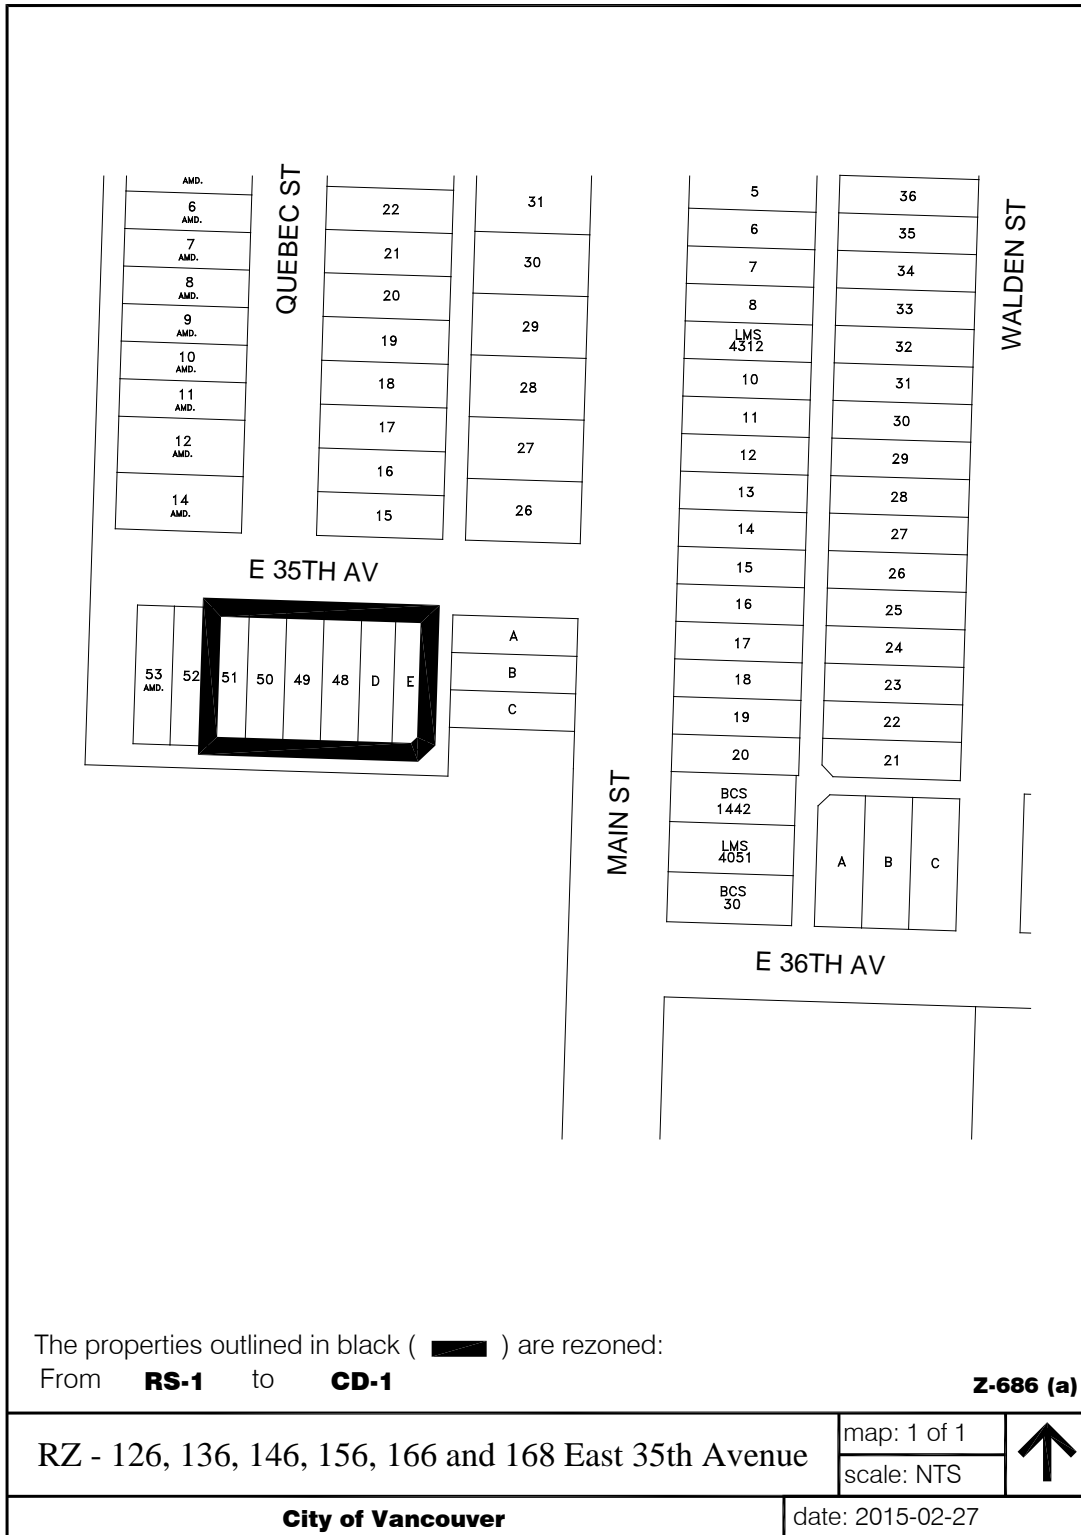 AMD.
6
AMD.
7
AMD.
8
AMD.
9
AMD.
10
AMD.
11
AMD.
12
AMD.
14
AMD.
QUEBEC ST
22
21
20
19
18
17
16
15
31
30
29
28
27
26
5
6
7
8
LMS
4312
10
11
12
13
14
15
16
17
18
19
20
BCS
1442
LMS
4051
BCS
30
36
35
34
33
32
31
30
29
28
27
26
25
24
23
22
21
WALDEN ST
E 35TH AV
53
AMD.
52
51
50
49
48
D
E
A
B
C
MAIN ST
A
B
C
E 36TH AV
The properties outlined in black ( ) are rezoned:
From RS-1 to CD-1
Z-686 (a)
RZ - 126, 136, 146, 156, 166 and 168 East 35th Avenue
map: 1 of 1
scale: NTS
City of Vancouver
date: 2015-02-27